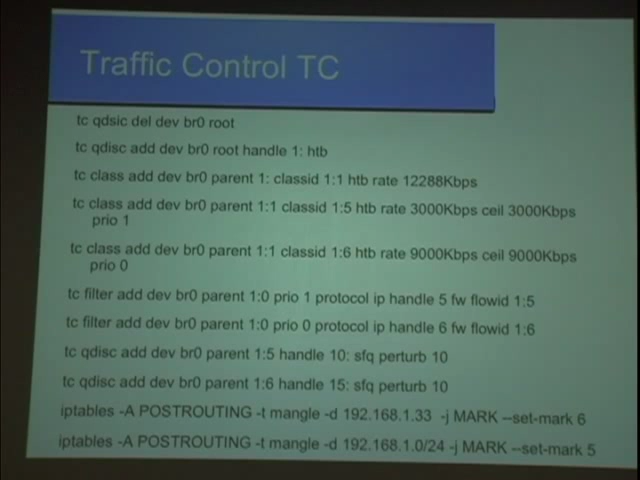 Traffic Control TC
tc qdsic del dev br0 root
tc qdisc add dev br0 root handle 1: htb
tc class add dev br0 parent 1: classid 1:1 htb rate 12288Kbps
tc class add dev br0 parent 1:1 classid 1:5 htb rate 3000Kbps ceil 3000Kbps
prio 1
tc class add dev br0 parent 1:1 classid 1:6 htb rate 9000Kbps ceil 9000Kbps
prio 0
tc filter add dev br0 parent 1:0 prio 1 protocol ip handle 5 fw flowid 1:5
tc filter add dev br0 parent 1:0 prio 0 protocol ip handle 6 fw flowid 1:6
tc qdisc add dev br0 parent 1:5 handle 10: sfq perturb 10
tc qdisc add dev br0 parent 1:6 handle 15: sfq perturb 10
iptables -A POSTROUTING -t mangle -d 192.168.1.33 -j MARK --set-mark 6
iptables -A POSTROUTING -t mangle -d 192.168.1.0/24 -j MARK --set-mark 5